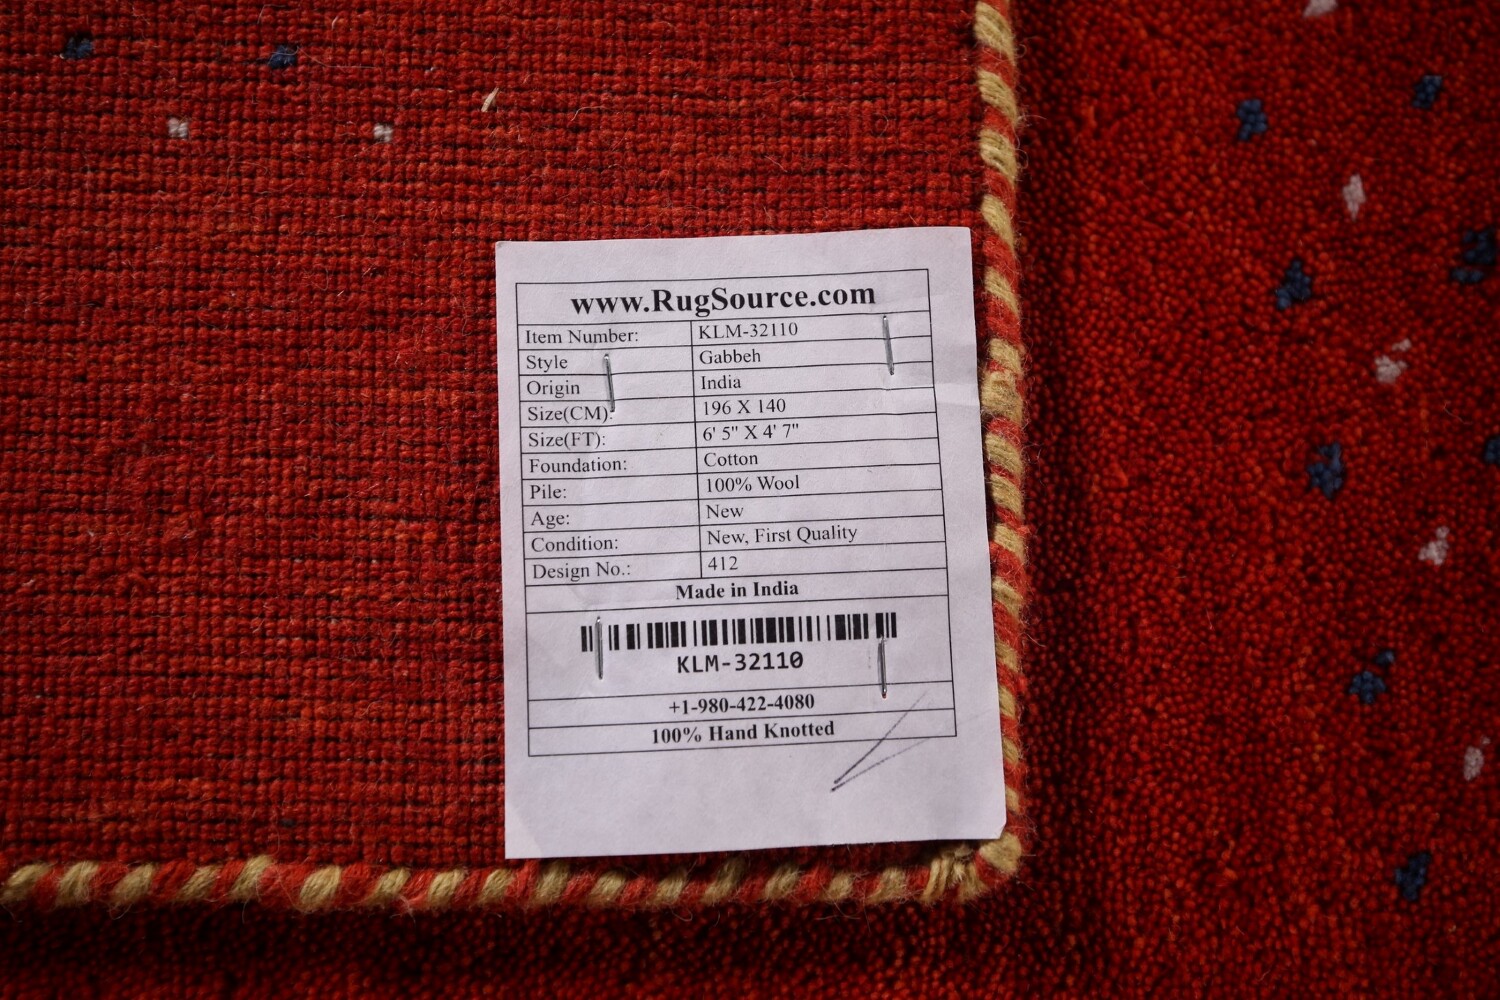 www.RugSource.com
Item Number: KLM-32110
Style Gabbeh
Origin India
Size(CM): 196 X 140
Size(FT): 6' 5" X 4' 7"
Foundation: Cotton
Pile: 100% Wool
Age: New
Condition: New, First Quality
Design No.: 412
Made in India
KLM-32110
+1-980-422-4080
100% Hand Knotted